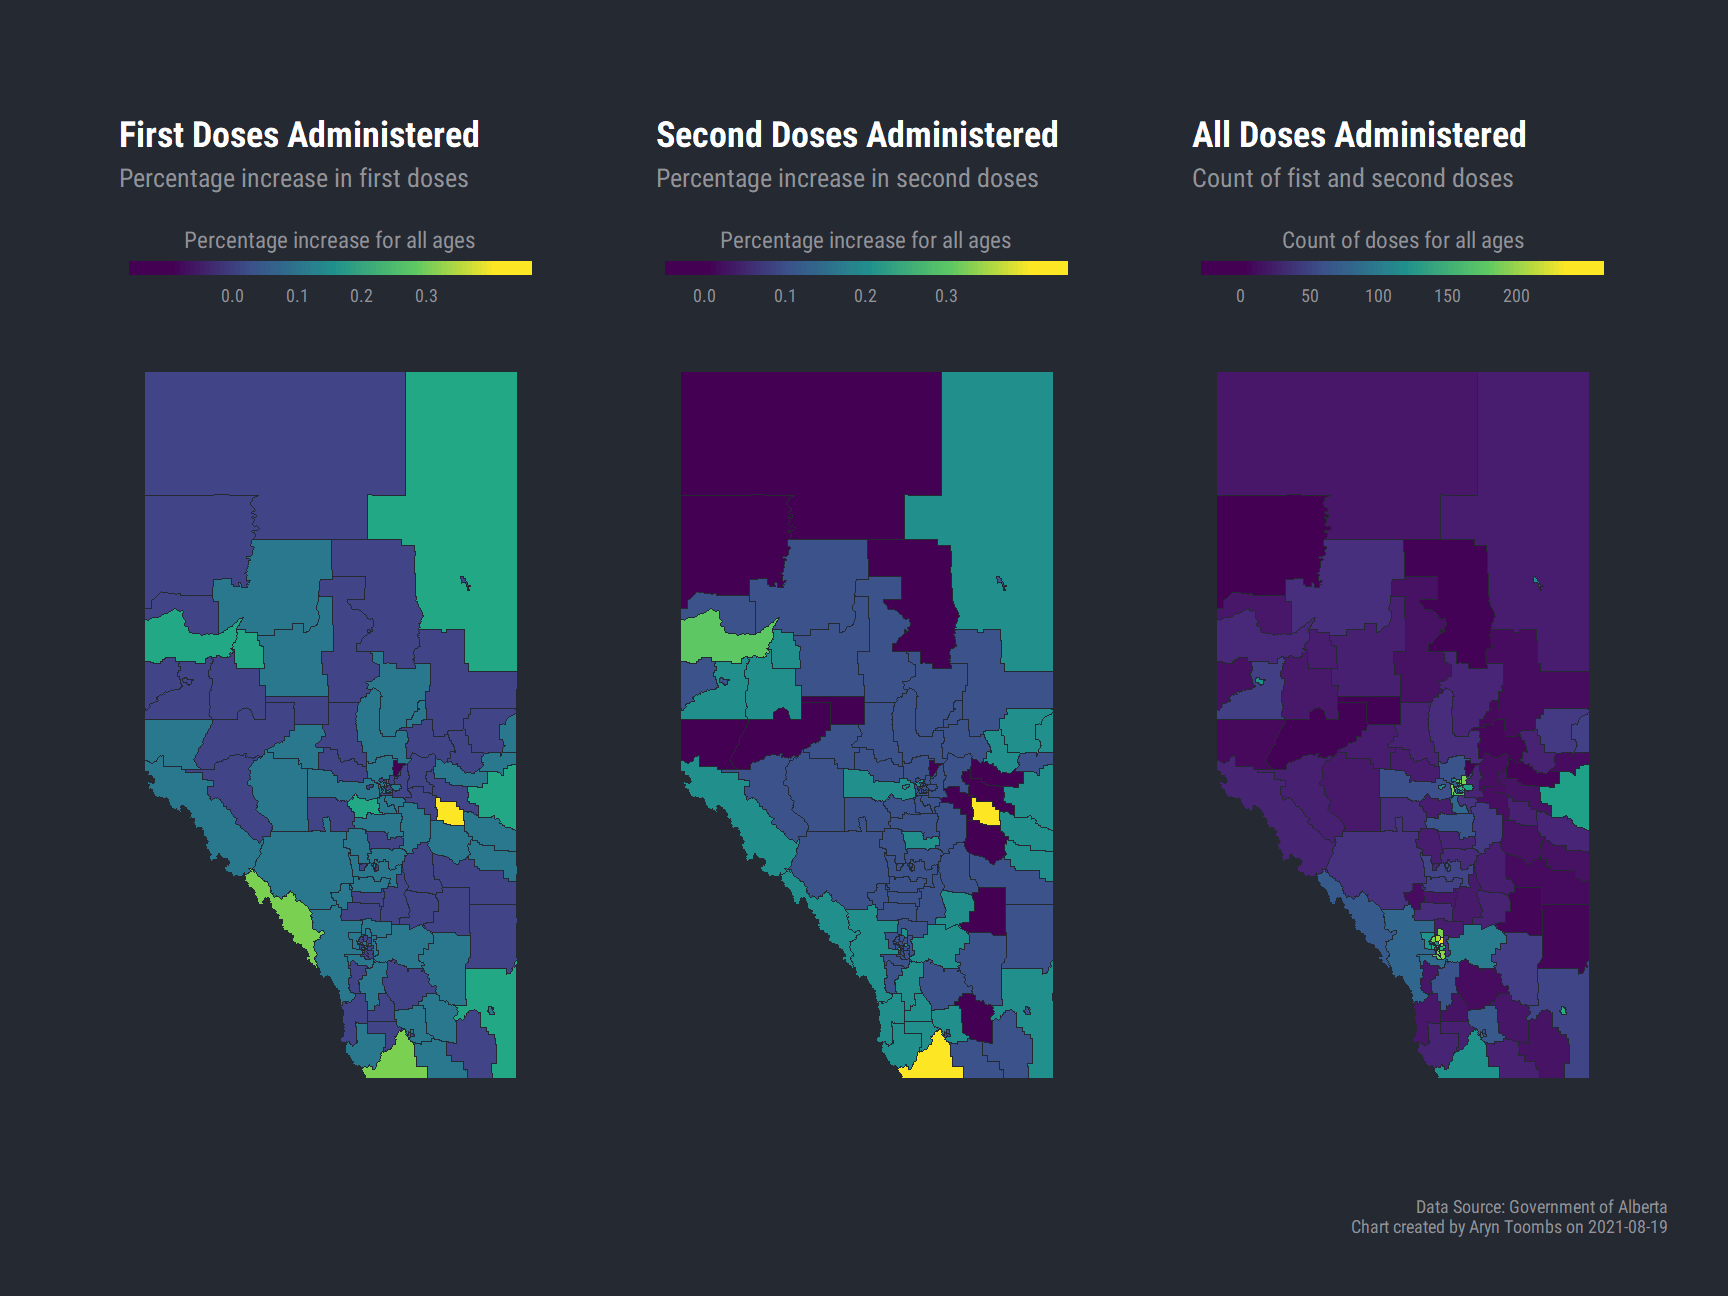 First Doses Administered
Percentage increase in first doses
Percentage increase for all ages
0.0 0.1 0.2 0.3
Second Doses Administered
Percentage increase in second doses
Percentage increase for all ages
0.0 0.1 0.2 0.3
All Doses Administered
Count of fist and second doses
Count of doses for all ages
0 50 100 150 200
Data Source: Government of Alberta
Chart created by Aryn Toombs on 2021-08-19